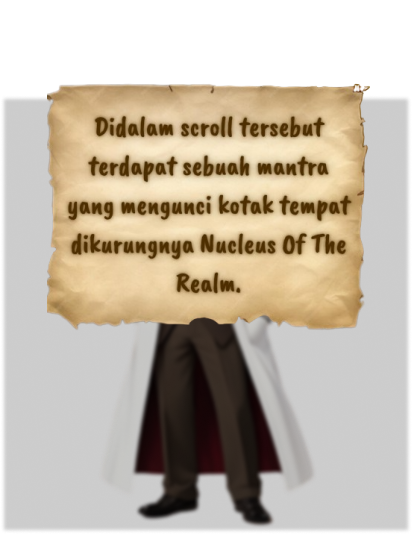 Didalam scroll tersebut
terdapat sebuah mantra
yang mengunci kotak tempat
dikurungnya Nucleus Of The
Realm.